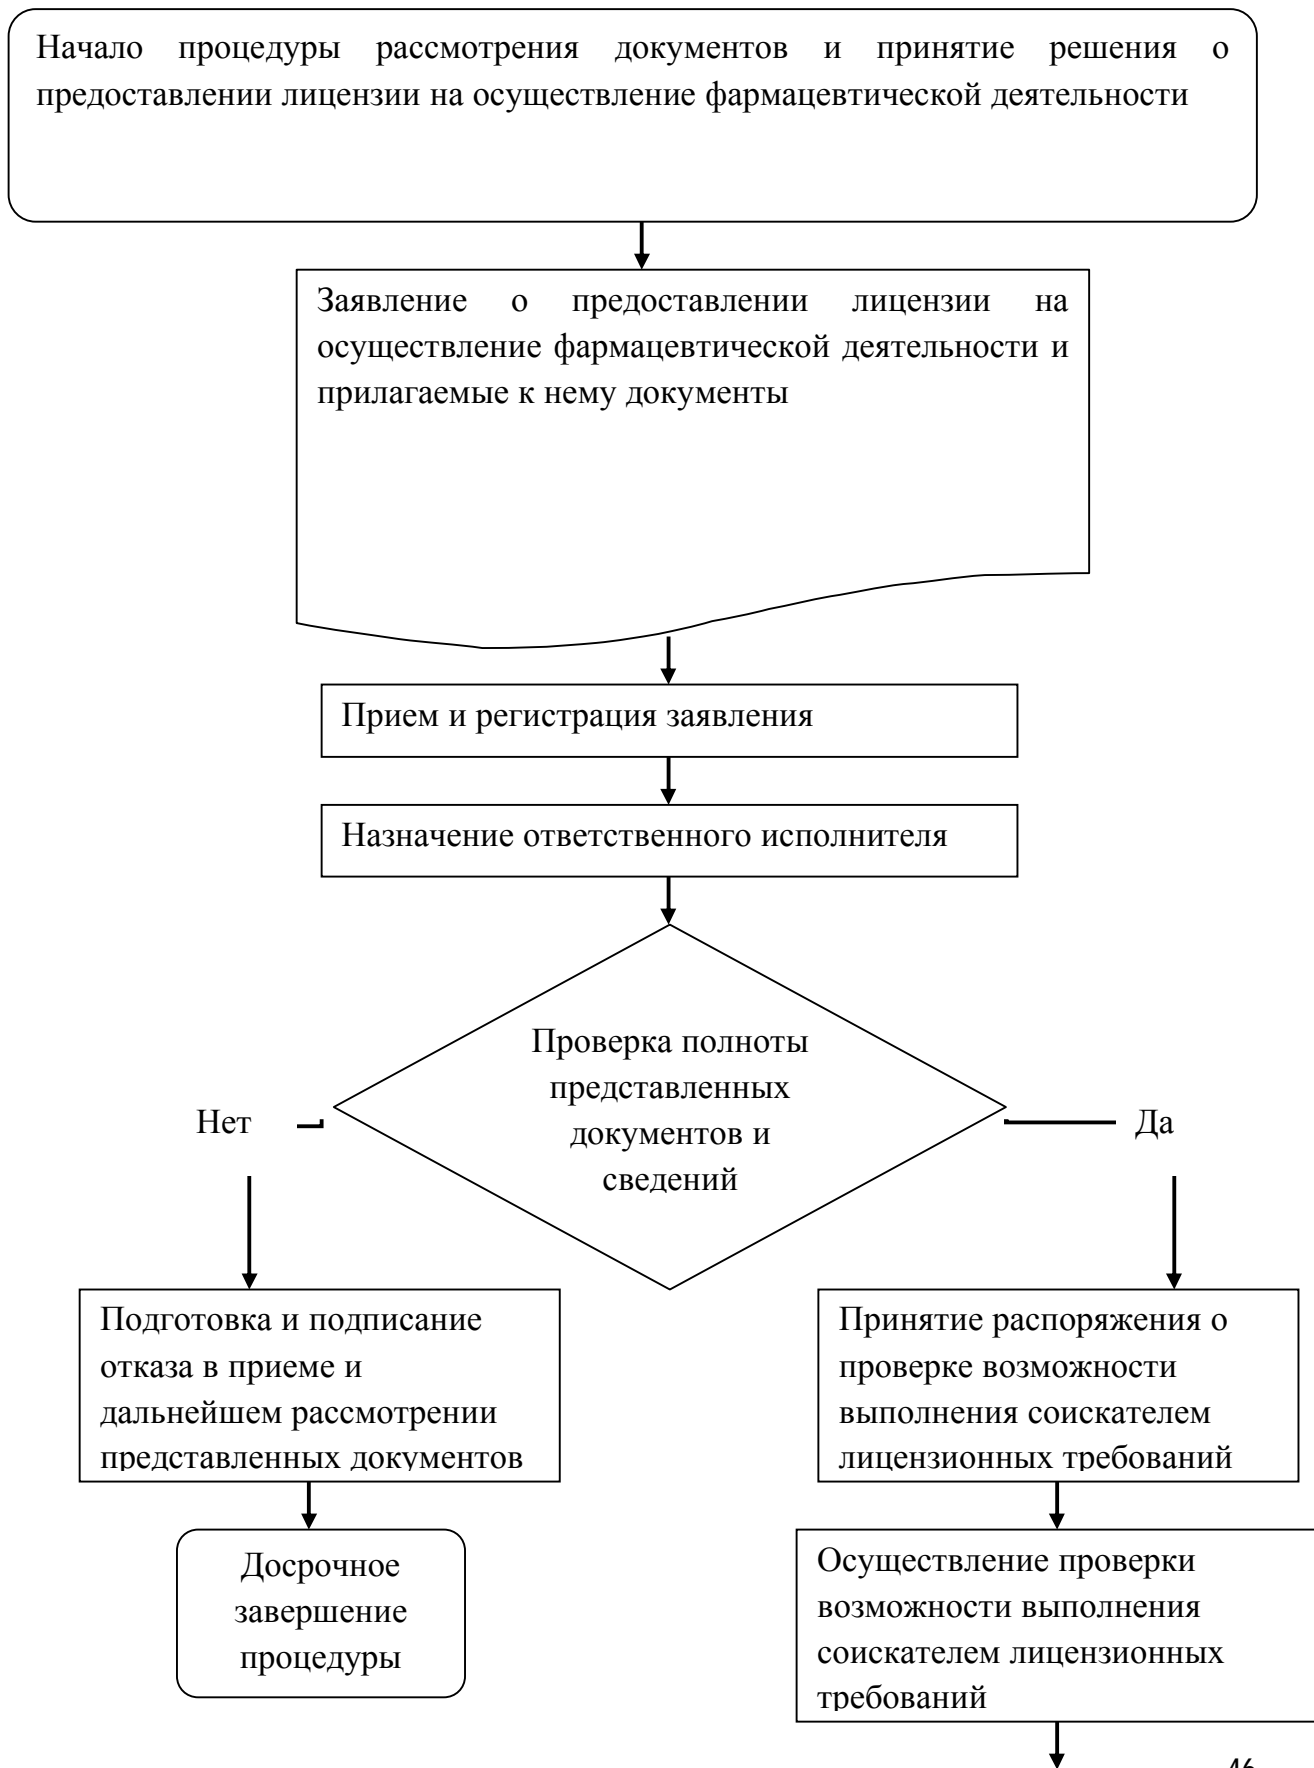 Начало процедуры рассмотрения документов и принятие решения о
предоставлении лицензии на осуществление фармацевтической деятельности
Заявление о предоставлении лицензии на
осуществление фармацевтической деятельности и
прилагаемые к нему документы
Прием и регистрация заявления
Назначение ответственного исполнителя
Проверка полноты
представленных
документов и
сведений
Нет
Да
Подготовка и подписание
отказа в приеме и
дальнейшем рассмотрении
представленных документов
Принятие распоряжения о
проверке возможности
выполнения соискателем
лицензионных требований
Досрочное
завершение
процедуры
Осуществление проверки
возможности выполнения
соискателем лицензионных
требований
46